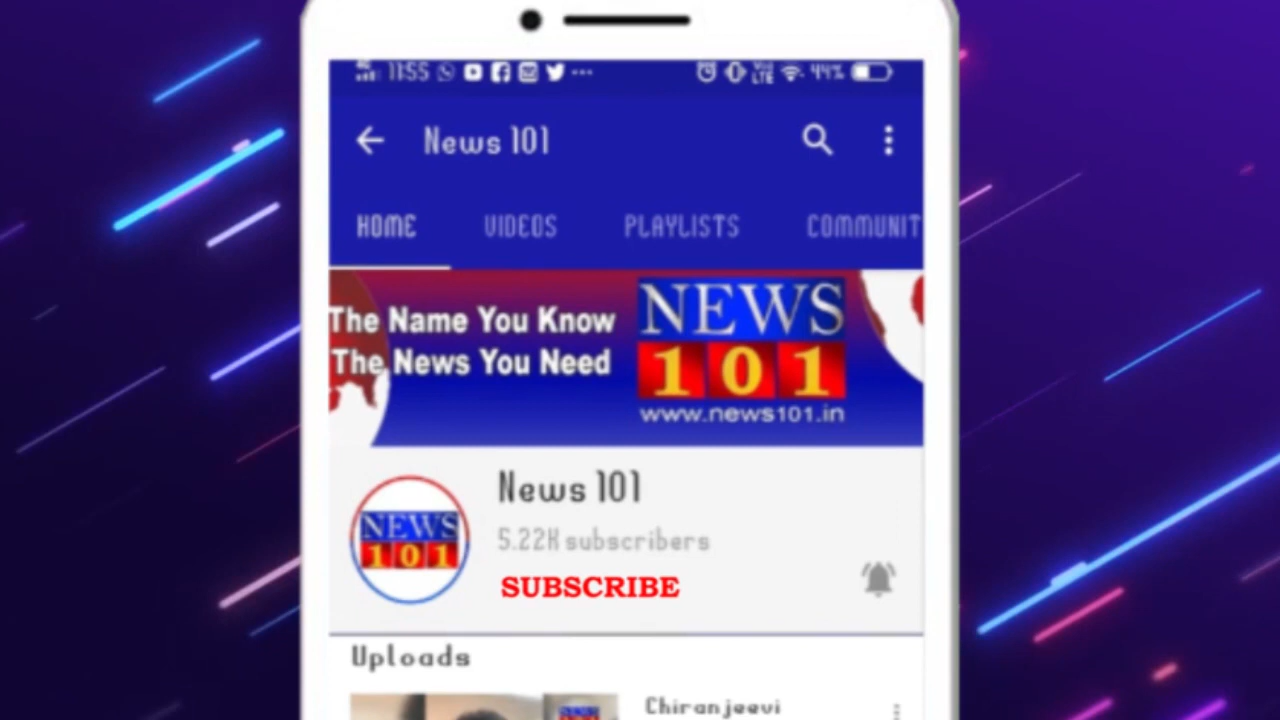 11:55 VoLTE 44%
News 101
HOME VIDEOS PLAYLISTS COMMUNIT
The Name You Know
The News You Need
NEWS
101
www.news101.in
NEWS
101
News 101
5.22K subscribers
SUBSCRIBE
Uploads
Chiranjeevi